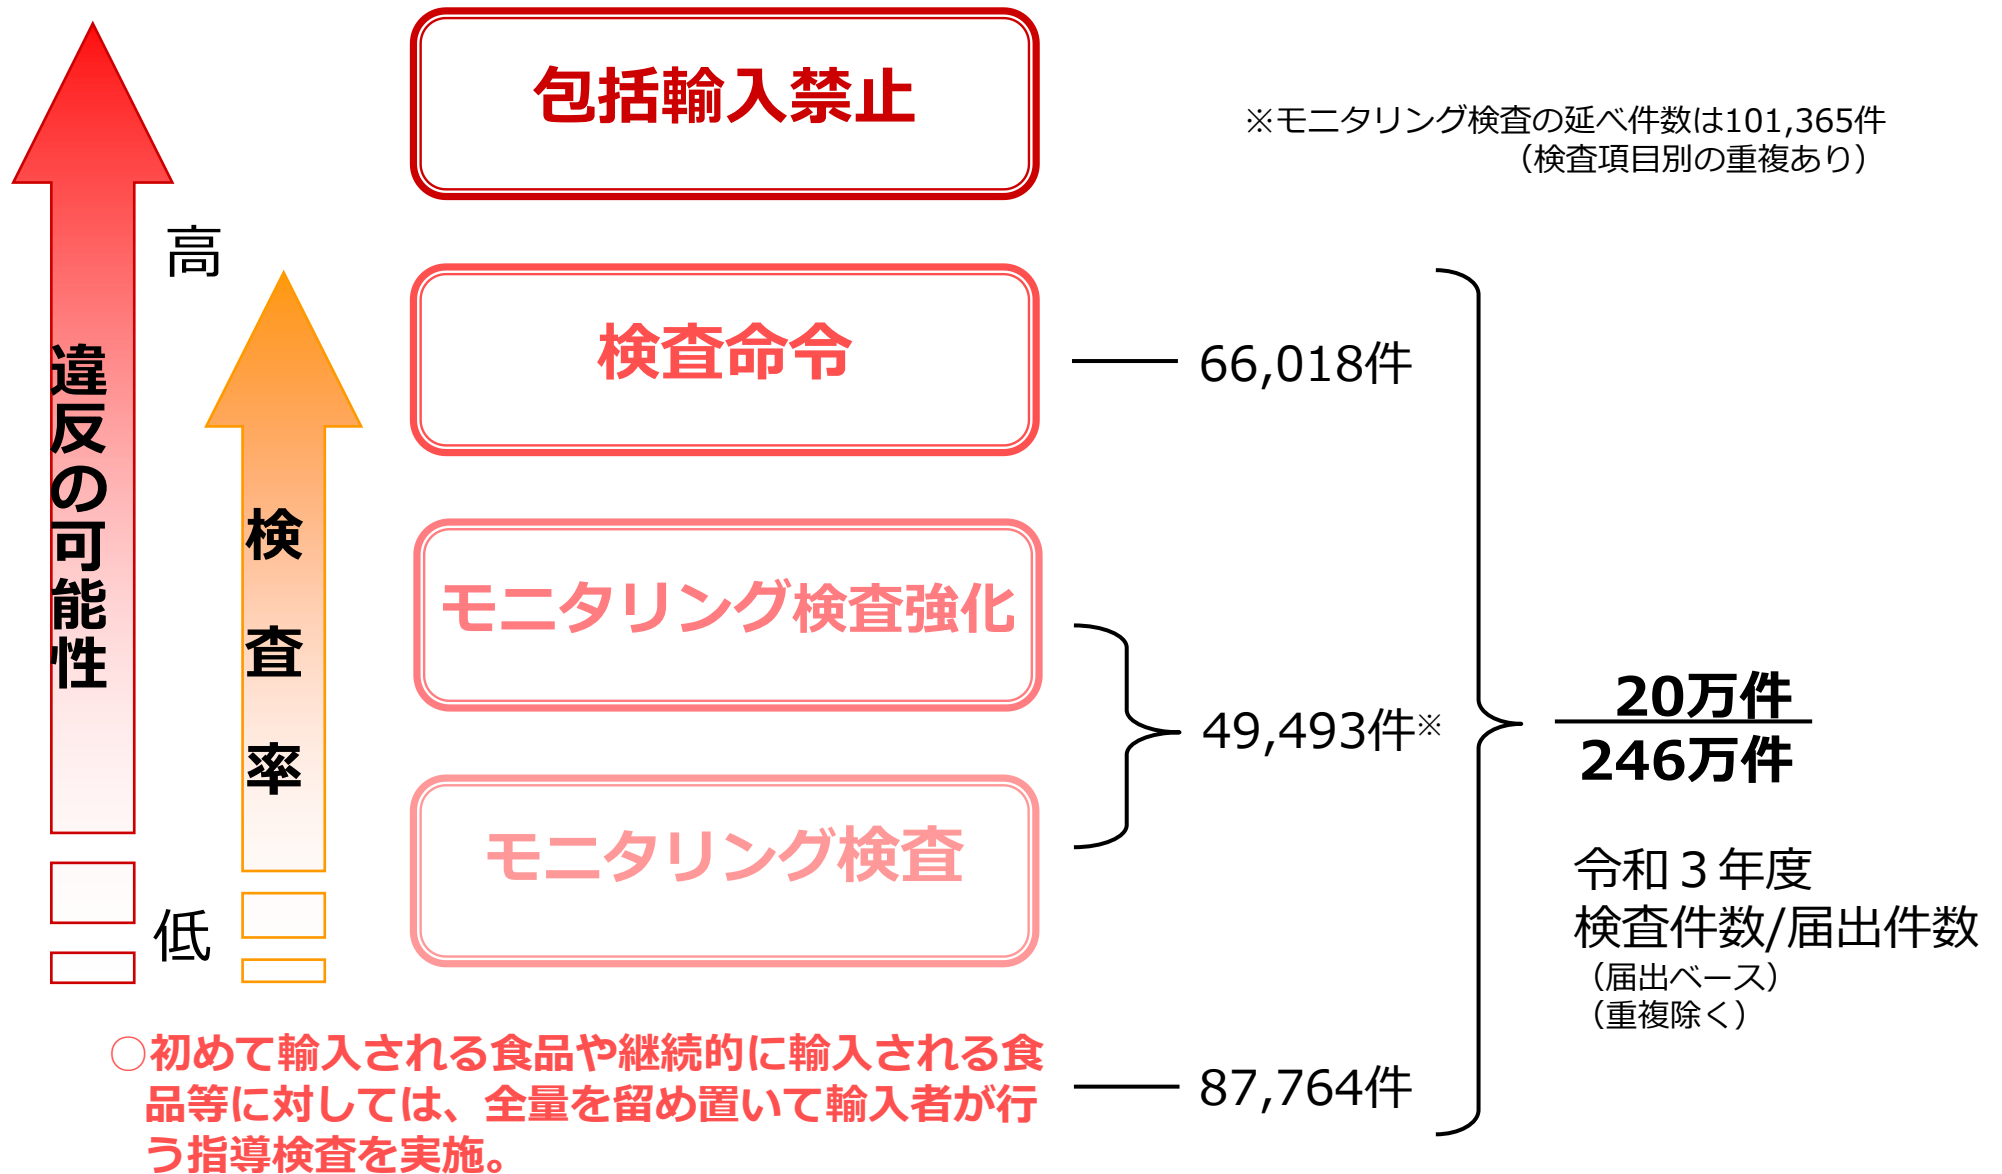 包括輸入禁止
※モニタリング検査の延べ件数は101,365件
（検査項目別の重複あり）
高
違反の可能性
検査率
低
検査命令
66,018件
モニタリング検査強化
49,493件※
モニタリング検査
20万件
246万件
令和３年度
検査件数/届出件数
（届出ベース）
（重複除く）
○初めて輸入される食品や継続的に輸入される食
品等に対しては、全量を留め置いて輸入者が行
う指導検査を実施。
87,764件